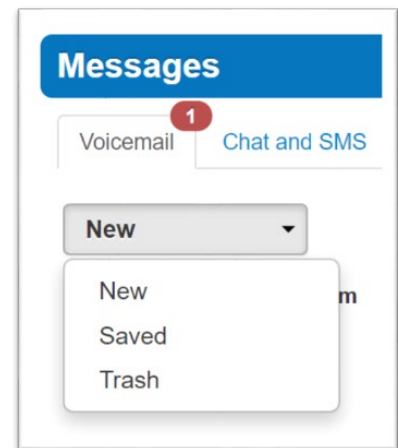 Messages
1
Voicemail Chat and SMS
New
New
m
Saved
Trash